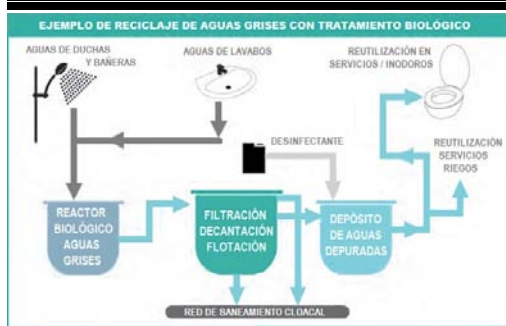 EJEMPLO DE RECICLAJE DE AGUAS GRISES CON TRATAMIENTO BIOLÓGICO
AGUAS DE DUCHAS
Y BAÑERAS
AGUAS DE LAVABOS
REUTILIZACIÓN EN
SERVICIOS / INODOROS
DESINFECTANTE
REUTILIZACIÓN
SERVICIOS
RIEGOS
REACTOR
BIOLÓGICO
AGUAS
GRISES
FILTRACIÓN
DECANTACIÓN
FLOTACIÓN
DEPÓSITO
DE AGUAS
DEPURADAS
RED DE SANEAMIENTO CLOACAL